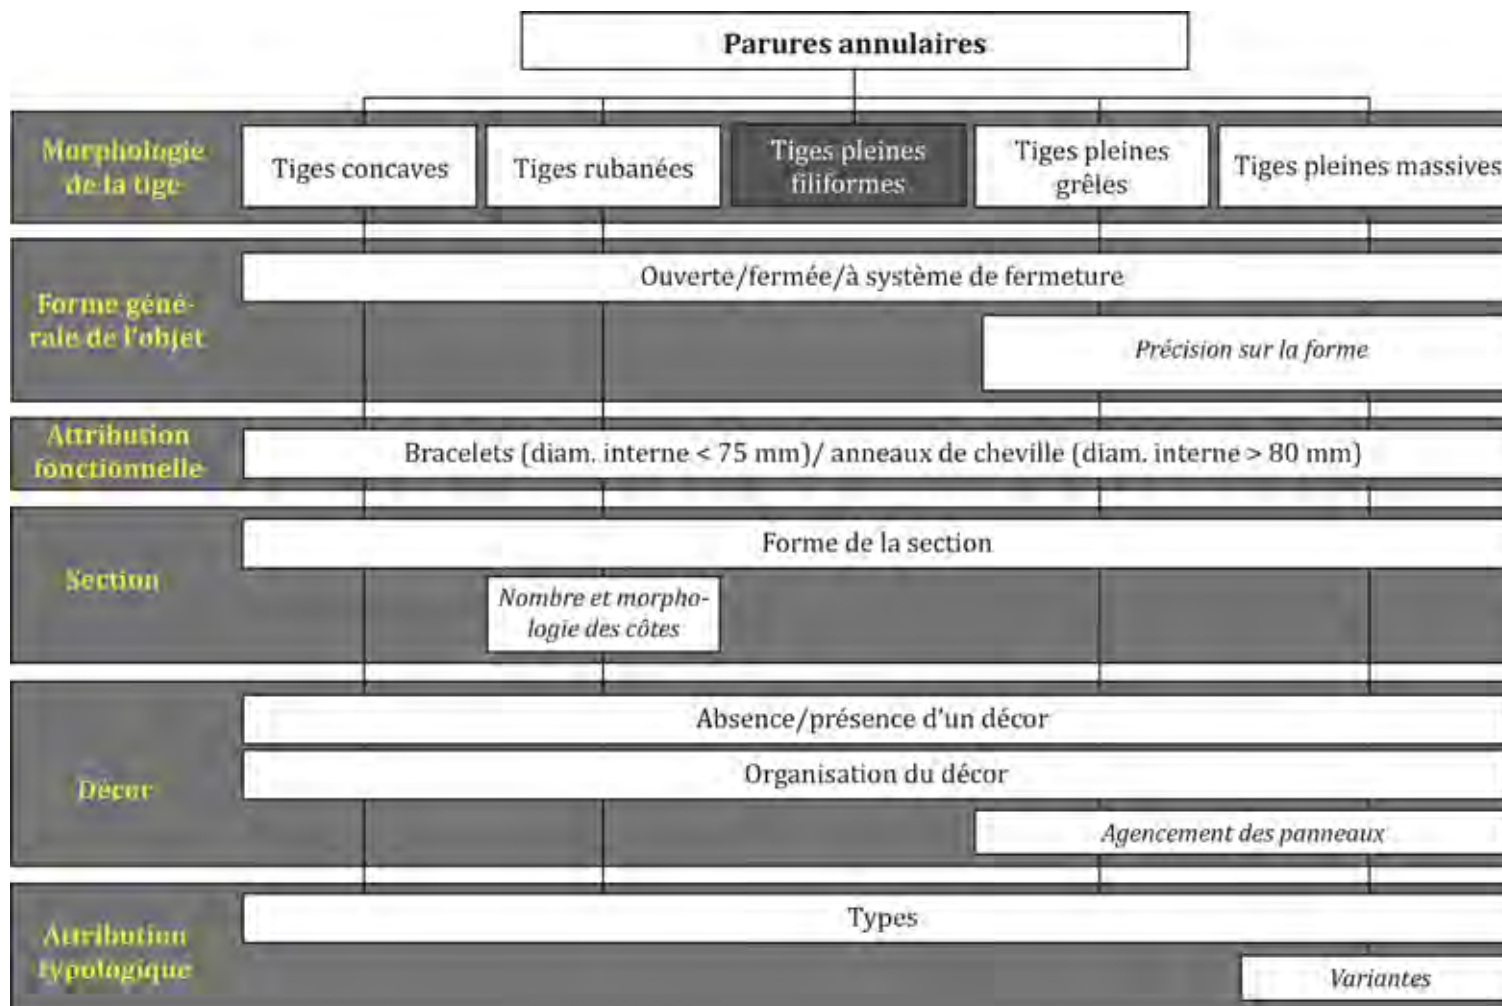 Parures annulaires
Morphologie
de la tige
Tiges concaves
Tiges rubanées
Tiges pleines
filiformes
Tiges pleines
grêles
Tiges pleines massives
Forme géné-
rale de l'objet
Ouverte/fermée/à système de fermeture
Précision sur la forme
Attribution
fonctionnelle
Bracelets (diam. interne < 75 mm)/ anneaux de cheville (diam. interne > 80 mm)
Section
Forme de la section
Nombre et morpho-
logie des côtes
Décor
Absence/présence d'un décor
Organisation du décor
Agencement des panneaux
Attribution
typologique
Types
Variantes